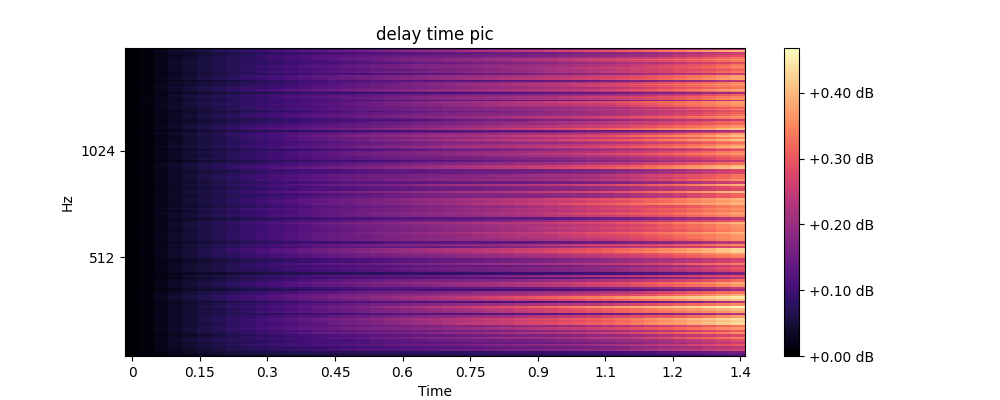 delay time pic
Hz
1024
512
0 0.15 0.3 0.45 0.6 0.75 0.9 1.1 1.2 1.4
Time
+0.40 dB
+0.30 dB
+0.20 dB
+0.10 dB
+0.00 dB